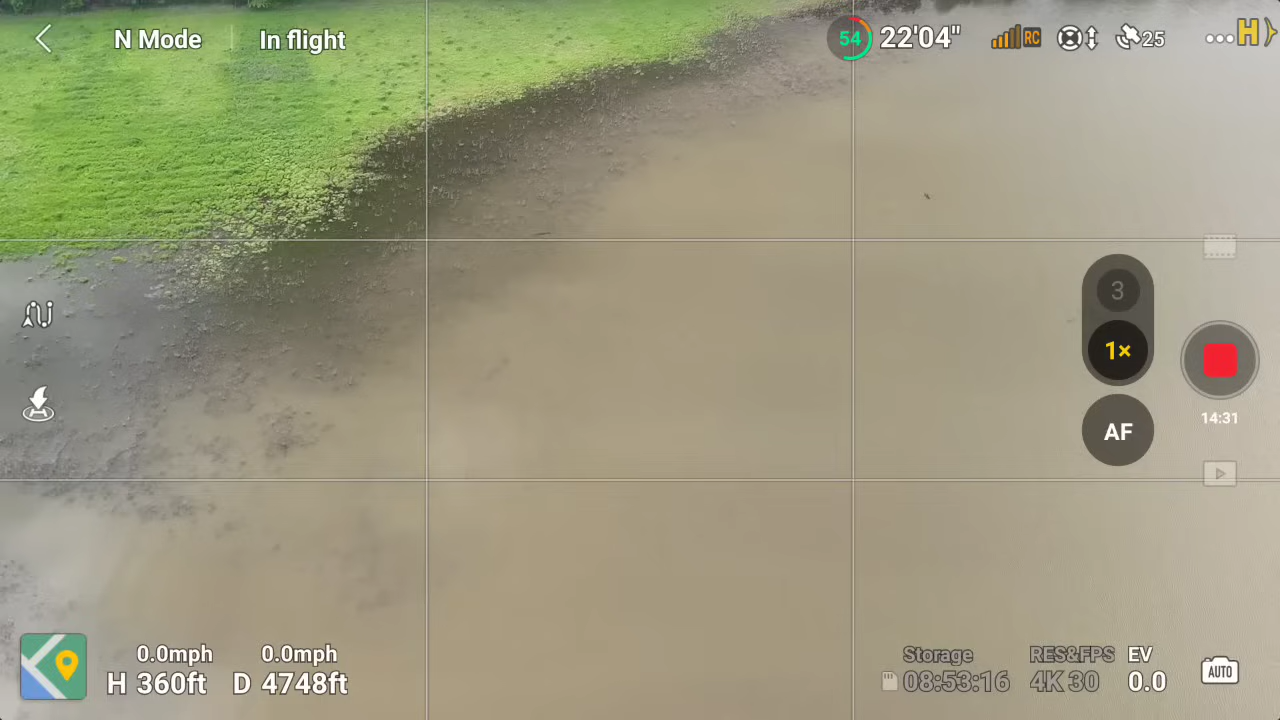 N Mode In flight
54 22'04" RC 25 H
3
1×
AF
14:31
0.0mph 0.0mph
H 360ft D 4748ft
Storage RES&FPS EV
08:53:16 4K 30 0.0
AUTO